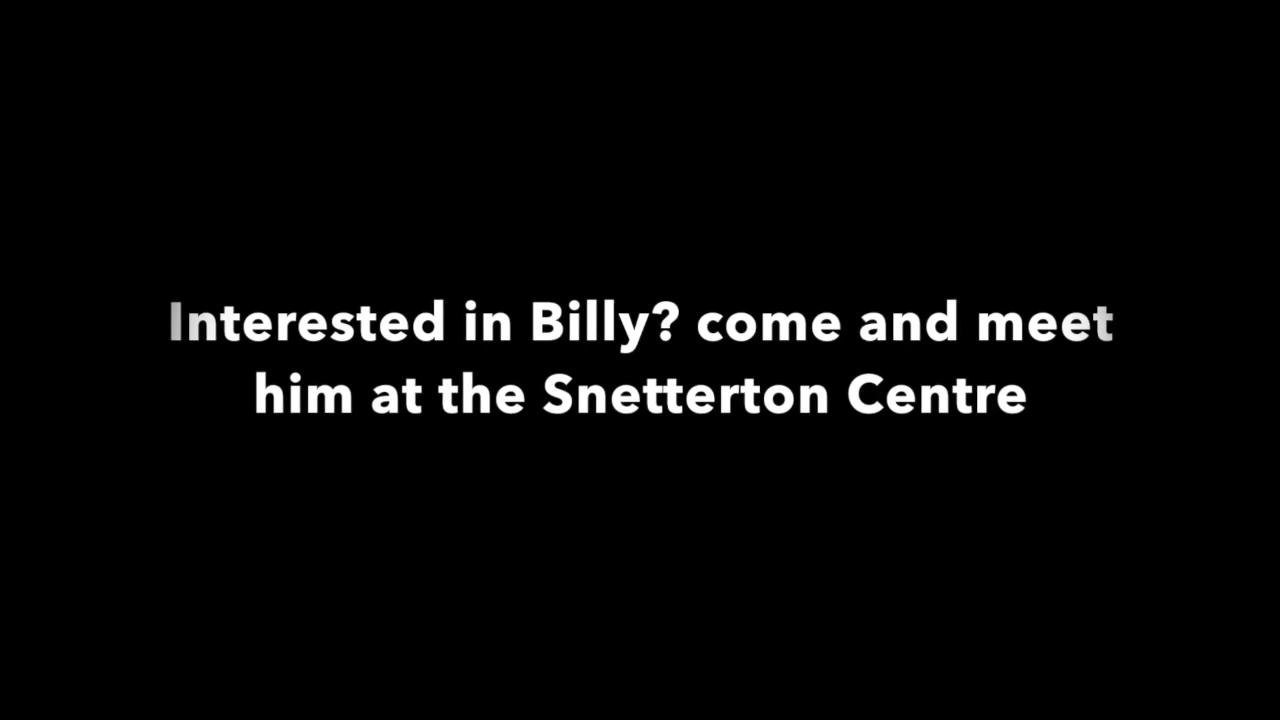 Interested in Billy? come and meet
him at the Snetterton Centre